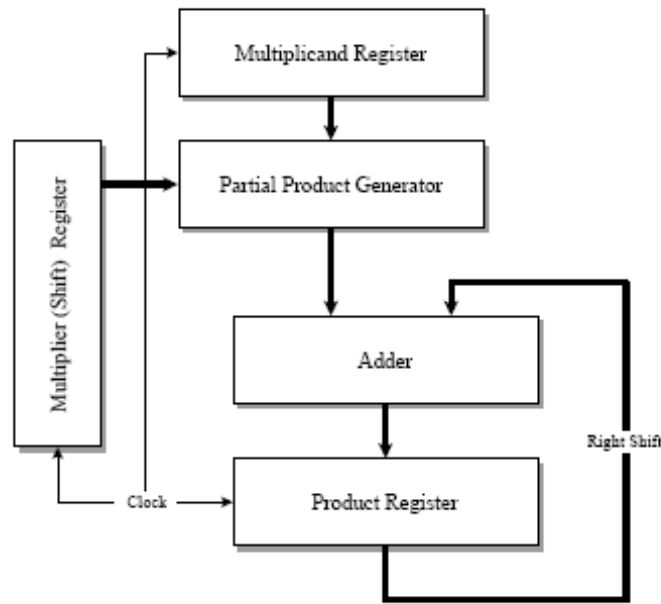 Multiplicand Register
Partial Product Generator
Multiplier (Shift) Register
Adder
Right Shift
Clock
Product Register